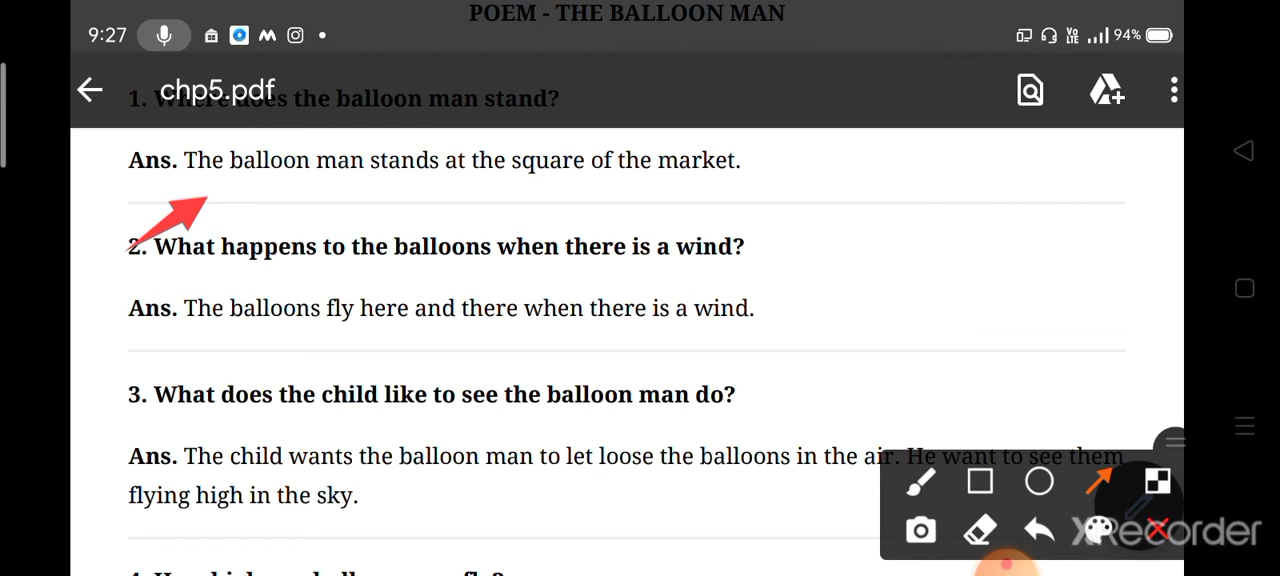 POEM - THE BALLOON MAN
9:27
VO LTE 94%
chp5.pdf
1. Where does the balloon man stand?
Ans. The balloon man stands at the square of the market.
2. What happens to the balloons when there is a wind?
Ans. The balloons fly here and there when there is a wind.
3. What does the child like to see the balloon man do?
Ans. The child wants the balloon man to let loose the balloons in the air. He want to see them
flying high in the sky.
XRecorder